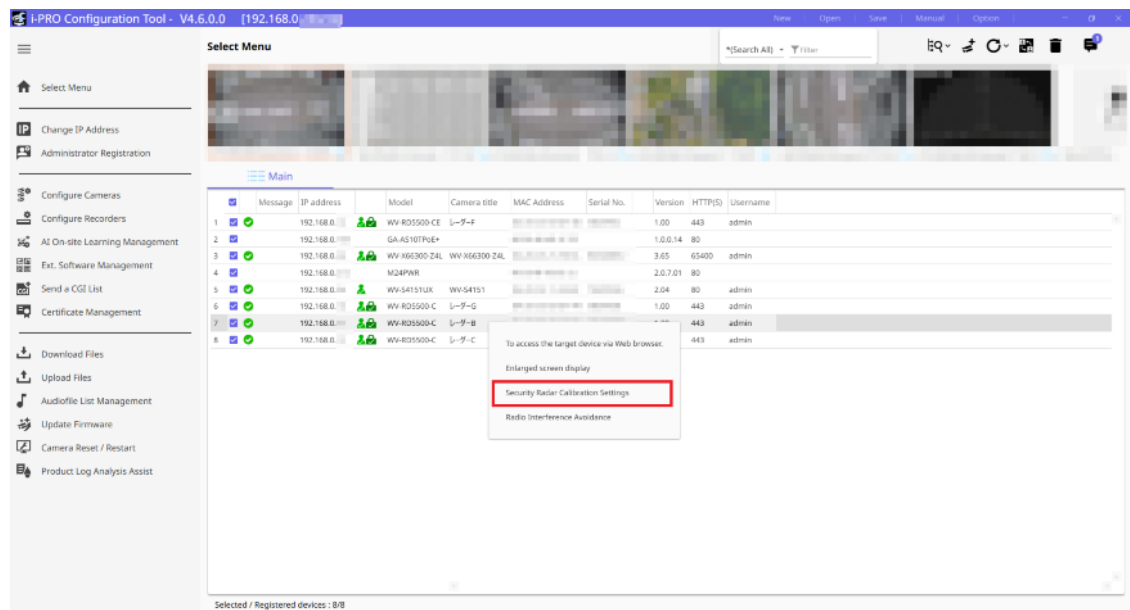 i-PRO Configuration Tool - V4.6.0.0 [192.168.0.
New Open Save Manual Option
Select Menu
*(Search All) Filter
Select Menu
Change IP Address
Administrator Registration
Configure Cameras
Configure Recorders
AI On-site Learning Management
Ext. Software Management
Send a CGI List
Certificate Management
Download Files
Upload Files
Audiofile List Management
Update Firmware
Camera Reset / Restart
Product Log Analysis Assist
Main
Message IP address Model Camera title MAC Address Serial No. Version HTTP(S) Username
1 192.168.0. WV-RD5500-CE レーダーF 1.00 443 admin
2 192.168.0. GA-AS10TPoE+ 1.0.0.14 80
3 192.168.0. WV-X66300-Z4L WV-X66300-Z4L 3.65 65400 admin
4 192.168.0. M24PWR 2.0.7.01 80
5 192.168.0. WV-S4151UX WV-S4151 2.04 80 admin
6 192.168.0. WV-RD5500-C レーダーG 1.00 443 admin
7 192.168.0. WV-RD5500-C レーダーB 443 admin
8 192.168.0. WV-RD5500-C レーダーC 443 admin
To access the target device via Web browser.
Enlarged screen display
Security Radar Calibration Settings
Radio Interference Avoidance
Selected / Registered devices : 8/8